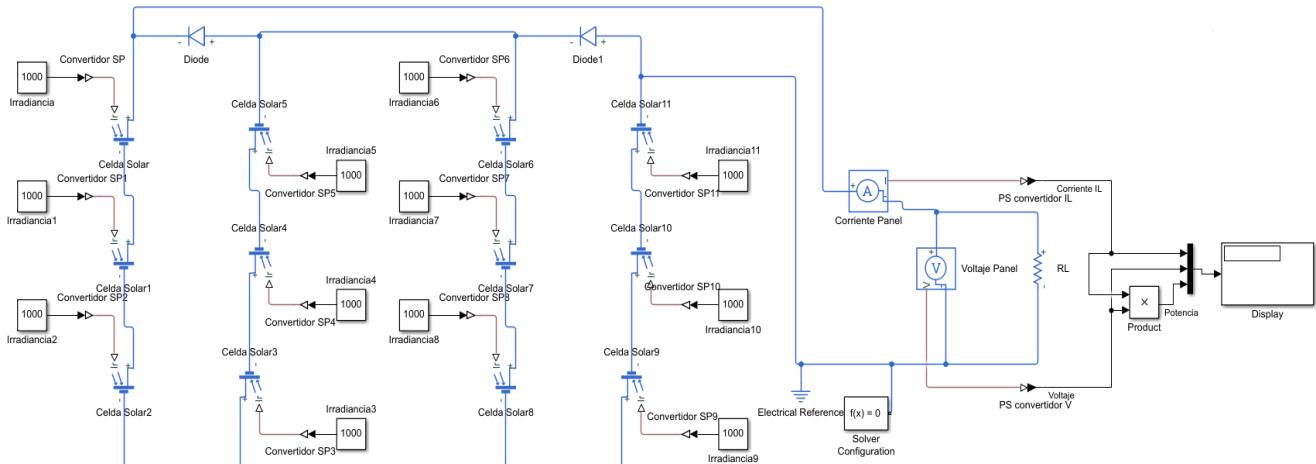 Convertidor SP
1000
Irradiancia
Celda Solar
Convertidor SP1
1000
Irradiancia1
Celda Solar1
Convertidor SP2
1000
Irradiancia2
Celda Solar2
Diode
Celda Solar5
Irradiancia5
1000
Convertidor SP5
Celda Solar4
Irradiancia4
1000
Convertidor SP4
Celda Solar3
Irradiancia3
1000
Convertidor SP3
Convertidor SP6
1000
Irradiancia6
Celda Solar6
Convertidor SP7
1000
Irradiancia7
Celda Solar7
Convertidor SP8
1000
Irradiancia8
Celda Solar8
Diode1
Celda Solar11
Irradiancia11
1000
Convertidor SP11
Celda Solar10
Convertidor SP10
1000
Irradiancia10
Celda Solar9
Convertidor SP9
1000
Irradiancia9
A
I
Corriente Panel
PS convertidor IL
Corriente IL
V
V
Voltaje Panel
RL
Electrical Reference
f(x) = 0
Solver
Configuration
PS convertidor V
Voltaje
×
Product
Potencia
Display